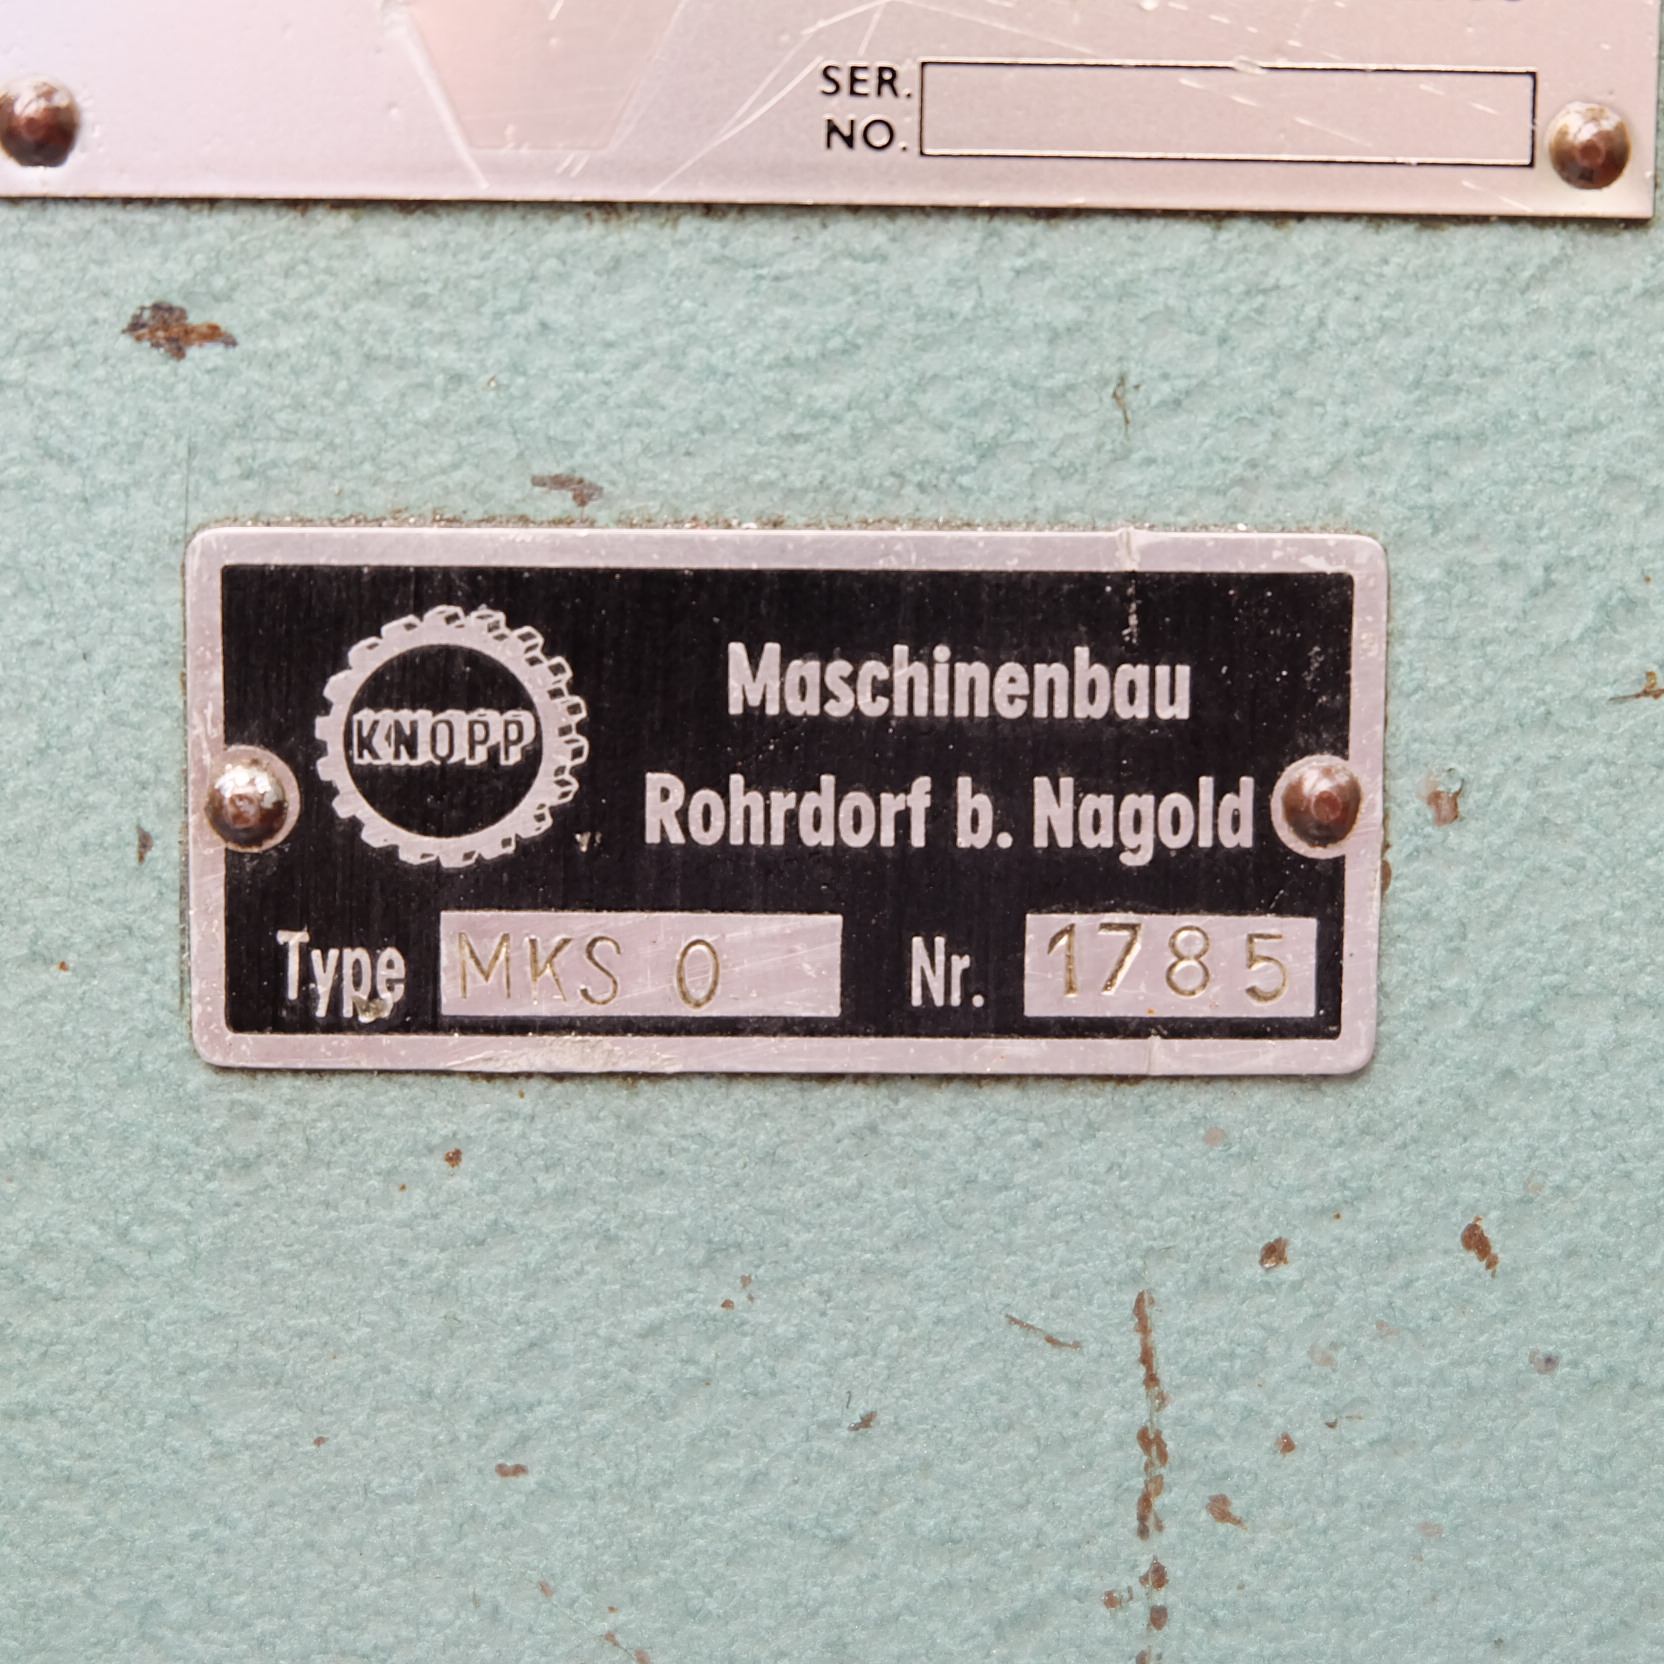 SER.
NO.
KNOPP
Maschinenbau
Rohrdorf b. Nagold
Type MKS 0 Nr. 1785